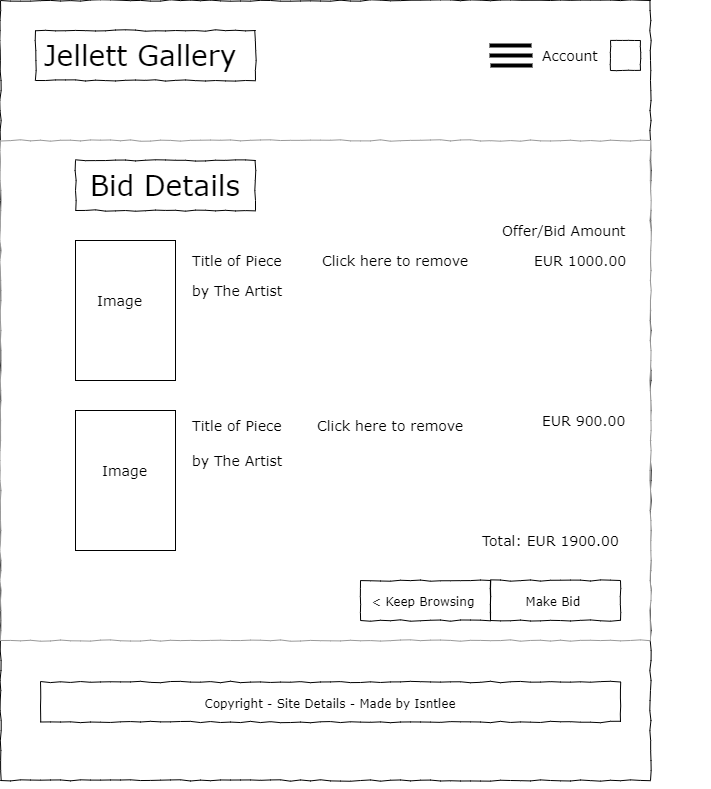 Jellett Gallery
Account
Bid Details
Offer/Bid Amount
Title of Piece
Click here to remove
EUR 1000.00
by The Artist
Image
Title of Piece
Click here to remove
EUR 900.00
by The Artist
Image
Total: EUR 1900.00
< Keep Browsing
Make Bid
Copyright - Site Details - Made by Isntlee